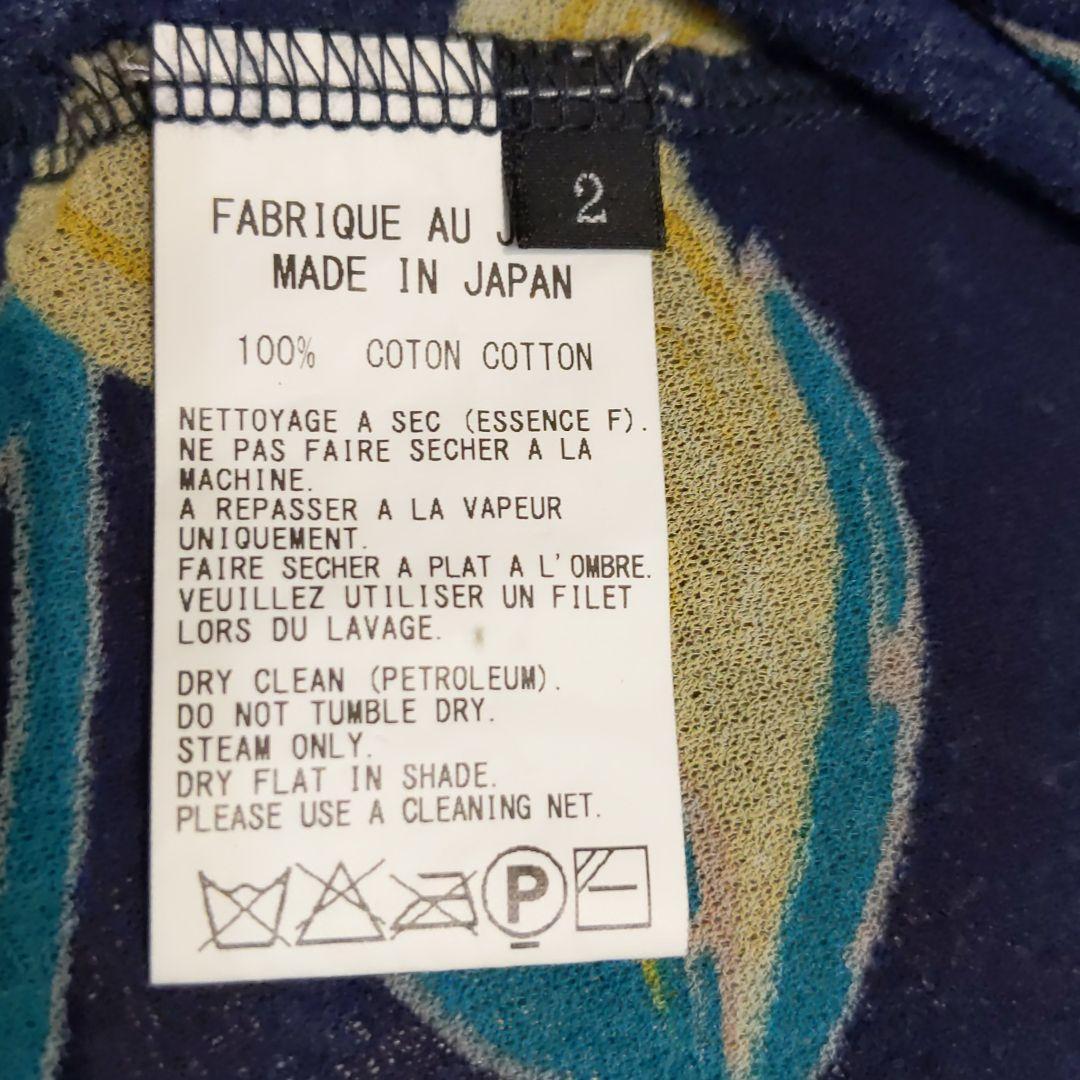 2
FABRIQUE AU J
MADE IN JAPAN
100% COTON COTTON
NETTOYAGE A SEC (ESSENCE F).
NE PAS FAIRE SECHER A LA
MACHINE.
A REPASSER A LA VAPEUR
UNIQUEMENT.
FAIRE SECHER A PLAT A L'OMBRE.
VEUILLEZ UTILISER UN FILET
LORS DU LAVAGE.
DRY CLEAN (PETROLEUM).
DO NOT TUMBLE DRY.
STEAM ONLY.
DRY FLAT IN SHADE.
PLEASE USE A CLEANING NET.
P